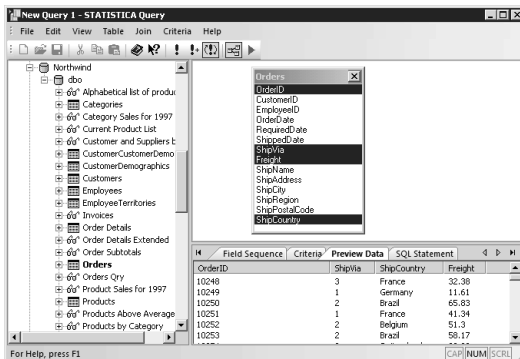 New Query 1 - STATISTICA Query
File Edit View Table Join Criteria Help
Northwind
dbo
Alphabetical list of produc
Categories
Category Sales for 1997
Current Product List
Customer and Suppliers b
CustomerCustomerDemo
CustomerDemographics
Customers
Employees
EmployeeTerritories
Invoices
Order Details
Order Details Extended
Order Subtotals
Orders
Orders Qry
Product Sales for 1997
Products
Products Above Average
Products by Category
Orders
OrderID
CustomerID
EmployeeID
OrderDate
RequiredDate
ShippedDate
ShipVia
Freight
ShipName
ShipAddress
ShipCity
ShipRegion
ShipPostalCode
ShipCountry
Field Sequence Criteria Preview Data SQL Statement
OrderID ShipVia ShipCountry Freight
10248 3 France 32.38
10249 1 Germany 11.61
10250 2 Brazil 65.83
10251 1 France 41.34
10252 2 Belgium 51.3
10253 2 Brazil 58.17
For Help, press F1
CAP NUM SCRL